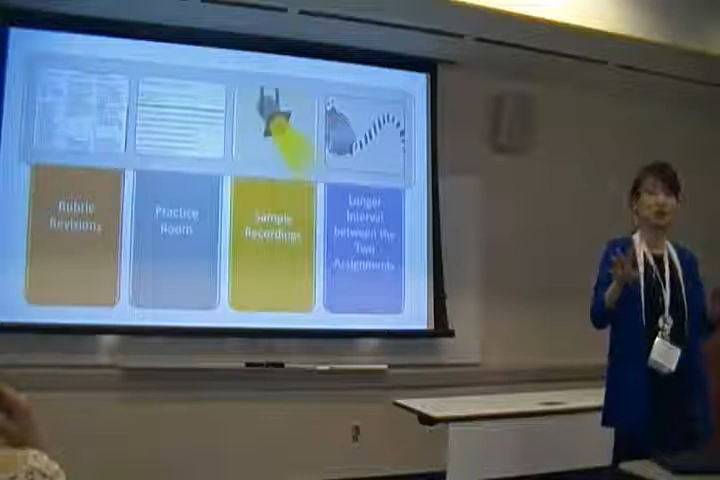 Rubric
Revisions
Practice
Room
Sample
Recordings
Longer
Interval
between the
Two
Assignments